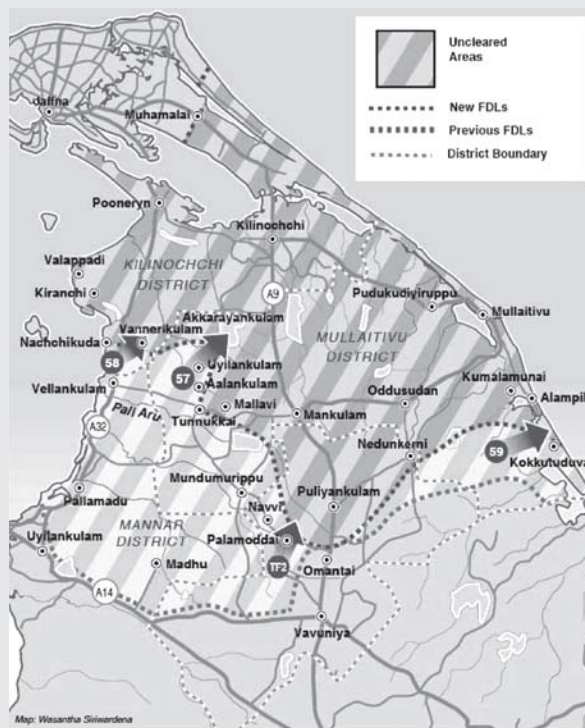 Uncleared
Areas
New FDLs
Previous FDLs
District Boundary
Jaffna
Muhamalai
Pooneryn
Kilinochchi
Valappadi
KILINOCHCHI
DISTRICT
Kiranchi
A9
Pudukudiyiruppu
Akkarayankulam
Mullaitivu
Nachchikuda
Vannerikulam
MULLAITIVU
DISTRICT
58
57
Uyilankulam
Vellankulam
Aalankulam
Kumalamunai
Oddusudan
Alampil
Pali Aru
Mallavi
Tunnukkai
Mankulam
A32
Nedunkerni
59
Kokkutuduvai
Mundumurippu
Pallamadu
Navvi
Puliyankulam
MANNAR
DISTRICT
Uyilankulam
Palamoddai
Madhu
TF2
Omantai
A14
Vavuniya
Map: Wasantha Siriwardena